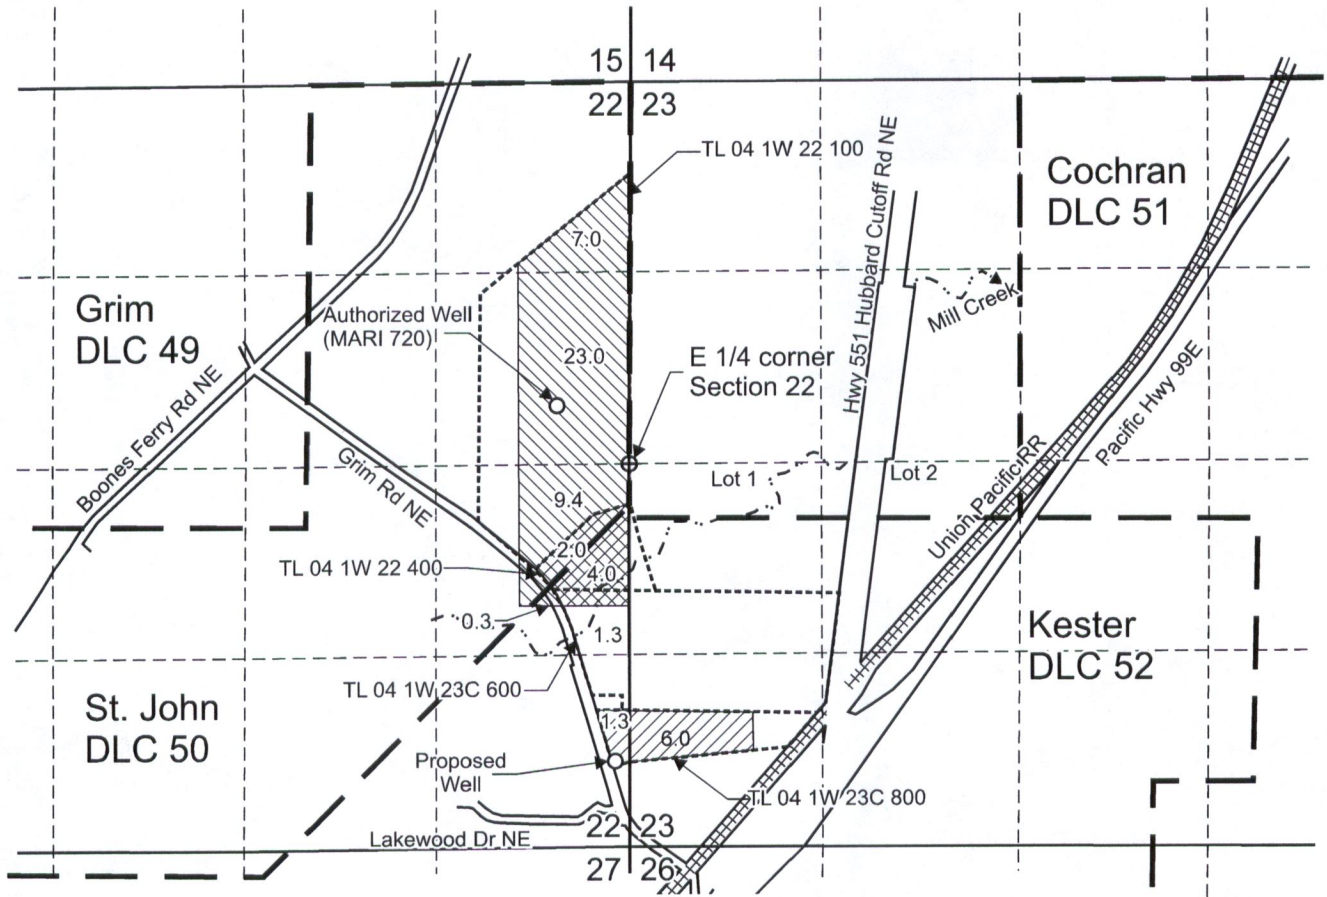 15 14
22 23
TL 04 1W 22 100
Cochran
DLC 51
Hwy 551 Hubbard Cutoff Rd NE
7.0
Mill Creek
Grim
DLC 49
Authorized Well
(MARI 720)
23.0
E 1/4 corner
Section 22
Pacific Hwy 99E
Boones Ferry Rd NE
Grim Rd NE
Lot 1
Lot 2
Union Pacific RR
9.4
2.0
4.0
TL 04 1W 22 400
0.3
1.3
Kester
DLC 52
TL 04 1W 23C 600
St. John
DLC 50
1.3
6.0
Proposed
Well
TL 04 1W 23C 800
22 23
Lakewood Dr NE
27 26